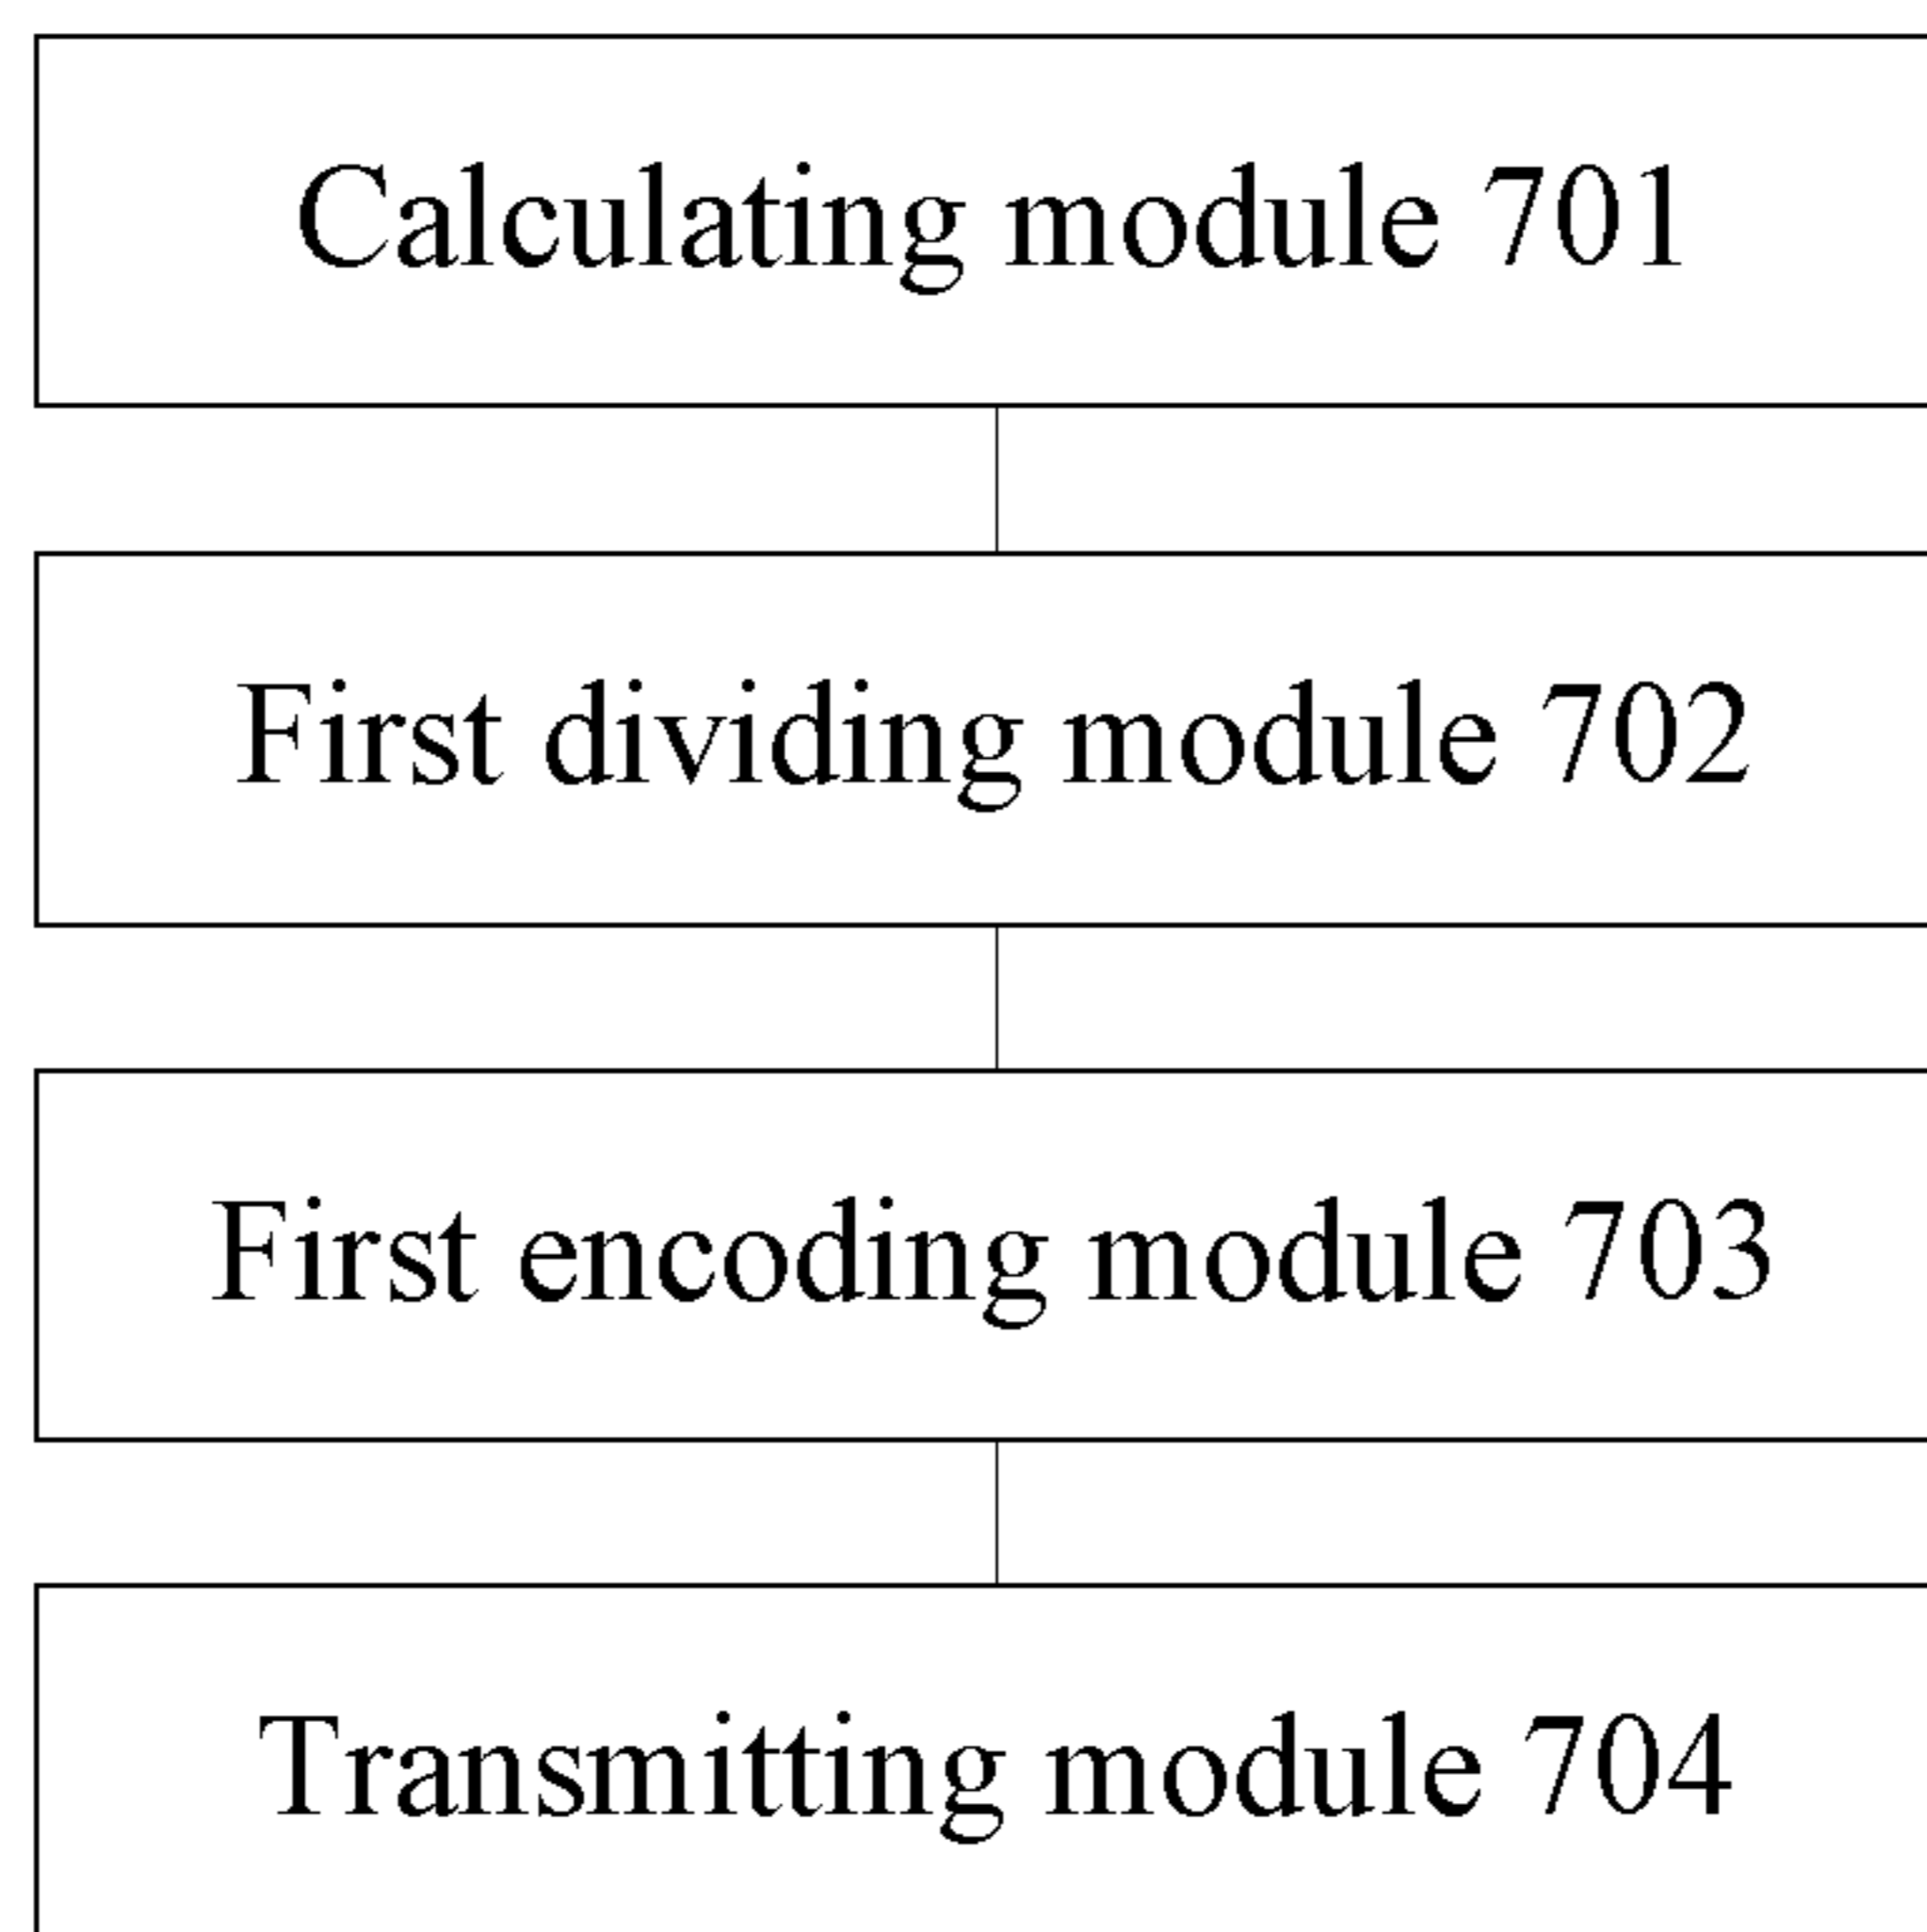 Calculating module 701
First dividing module 702
First encoding module 703
Transmitting module 704